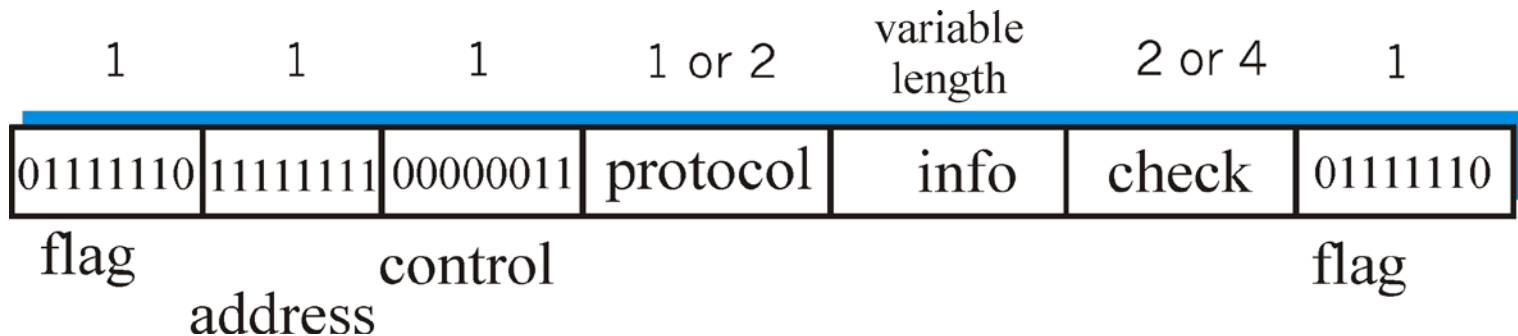 1 1 1 1 or 2 variable length 2 or 4 1
01111110 11111111 00000011 protocol info check 01111110
flag control flag
address